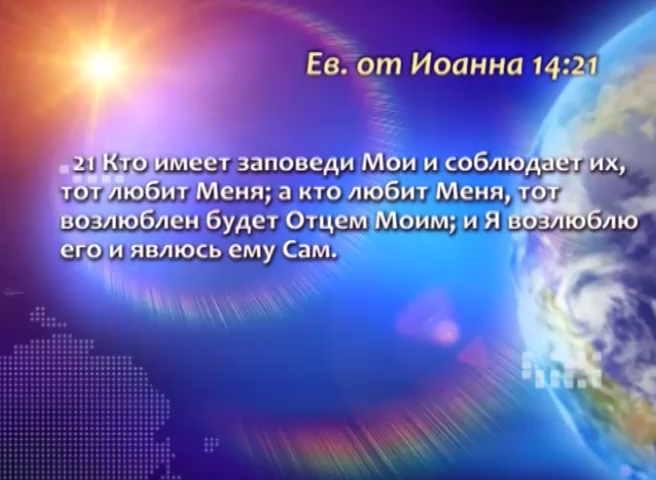 Ев. от Иоанна 14:21
21 Кто имеет заповеди Мои и соблюдает их,
тот любит Меня; а кто любит Меня, тот
возлюблен будет Отцем Моим; и Я возлюблю
его и явлюсь ему Сам.